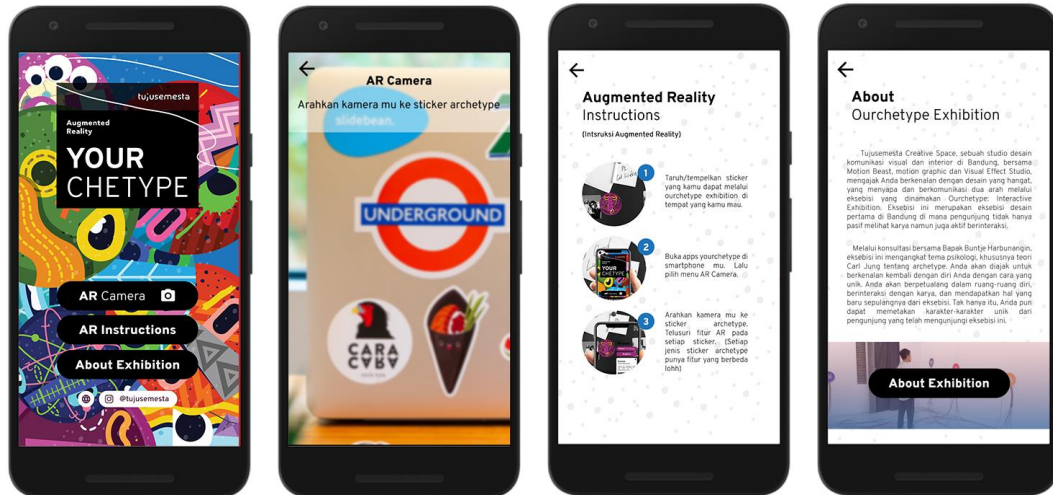 tujusemesta
Augmented
Reality
YOUR
CHETYPE
AR Camera
AR Instructions
About Exhibition
@tujusemesta
AR Camera
Arahkan kamera mu ke sticker archetype
slidebean.
UNDERGROUND
CARA
CARA
Augmented Reality
Instructions
(Intsruksi Augmented Reality)
1
Taruh/tempelkan sticker
yang kamu dapat melalui
ourchetype exhibition di
tempat yang kamu mau.
2
YOUR
CHETYPE
Buka apps yourchetype di
smartphone mu. Lalu
pilih menu AR Camera.
3
Arahkan kamera mu ke
sticker archetype.
Telusuri fitur AR pada
setiap sticker. (Setiap
jenis sticker archetype
punya fitur yang berbeda
lohh)
About
Ourchetype Exhibition
Tujusemesta Creative Space, sebuah studio desain
komunikasi visual dan interior di Bandung, bersama
Motion Beast, motion graphic dan Visual Effect Studio,
mengajak Anda berkenalan dengan desain yang hangat,
yang menyapa dan berkomunikasi dua arah melalui
eksebisi yang dinamakan Ourchetype: Interactive
Exhibition. Eksebisi ini merupakan eksebisi desain
pertama di Bandung di mana pengunjung tidak hanya
pasif melihat karya namun juga aktif berinteraksi.
Melalui konsultasi bersama Bapak Buntje Harbunangin,
eksebisi ini mengangkat tema psikologi, khususnya teori
Carl Jung tentang archetype. Anda akan diajak untuk
berkenalan kembali dengan diri Anda dengan cara yang
unik. Anda akan berpetualang dalam ruang-ruang diri,
berinteraksi dengan karya, dan mendapatkan hal yang
baru sepulangnya dari eksebisi. Tak hanya itu, Anda pun
dapat memetakan karakter-karakter unik dari
pengunjung yang telah mengunjungi eksebisi ini.
About Exhibition